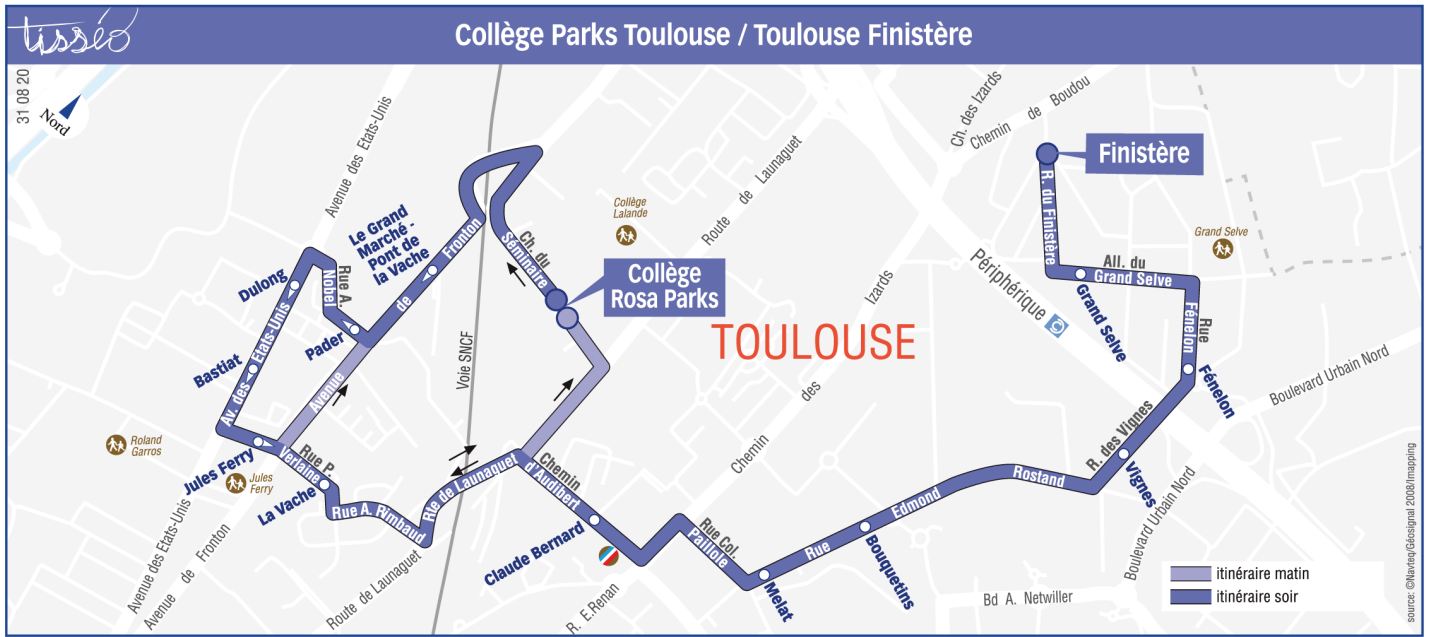 tisséo
Collège Parks Toulouse / Toulouse Finistère
31 08 20
Nord
Avenue des Etats-Unis
Le Grand
Marché -
Pont de
la Vache
Fronton
de
Avenue
Dulong
Rue A.
Nobel
Pader
Bastiat
Av. des Etats-Unis
Roland
Garros
Jules Ferry
Jules
Ferry
Rue P.
Verlaine
La Vache
Rue A. Rimbaud
Rte de Launaguet
Avenue des Etats-Unis
Avenue de Fronton
Route de Launaguet
Voie SNCF
Ch. du
Séminaire
Collège
Lalande
Collège
Rosa Parks
TOULOUSE
Route de Launaguet
Chemin des Izards
Ch. des Izards
Chemin de Boudou
Finistère
R. du Finistère
All. du
Grand Selve
Grand Selve
Grand Selve
Périphérique
Rue
Fénelon
Fénelon
Boulevard Urbain Nord
R. des Vignes
Vignes
Boulevard Urbain Nord
Chemin
d'Audibert
Claude Bernard
R. E.Renan
Rue Col.
Paillole
Melat
Rue Edmond Rostand
Bouquetins
Bd A. Netwiller
itinéraire matin
itinéraire soir
source: ©Navteq/Géosignal 2008/Imapping